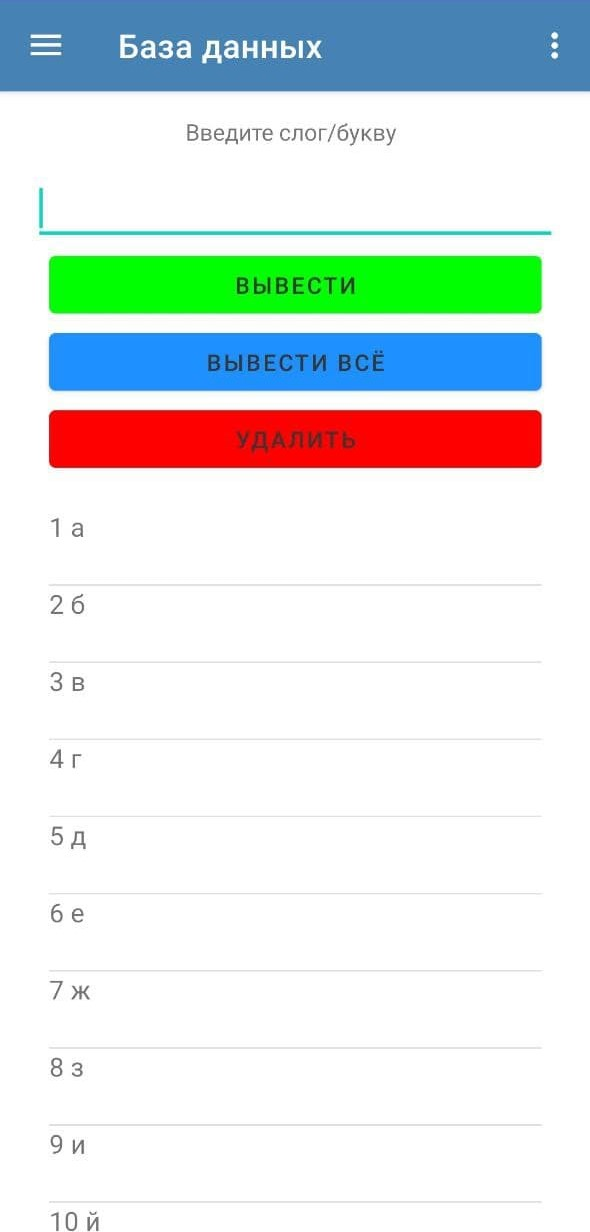 База данных
Введите слог/букву
ВЫВЕСТИ
ВЫВЕСТИ ВСЁ
УДАЛИТЬ
1 а
2 б
3 в
4 г
5 д
6 е
7 ж
8 з
9 и
10 й